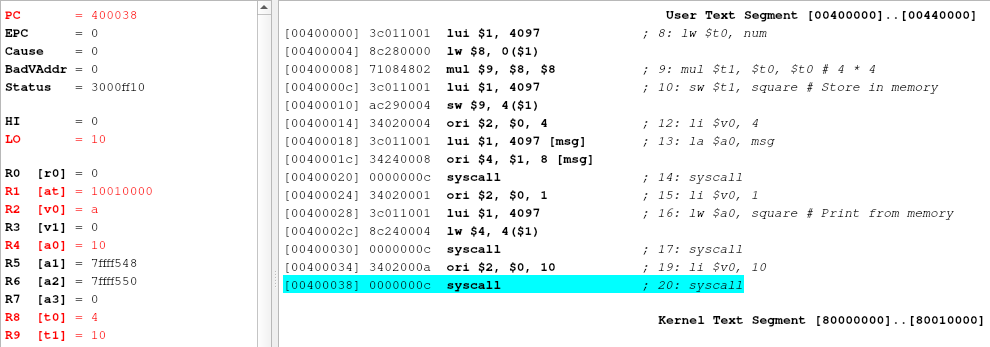 PC = 400038
EPC = 0
Cause = 0
BadVAddr = 0
Status = 3000ff10
HI = 0
LO = 10
R0 [r0] = 0
R1 [at] = 10010000
R2 [v0] = a
R3 [v1] = 0
R4 [a0] = 10
R5 [a1] = 7ffff548
R6 [a2] = 7ffff550
R7 [a3] = 0
R8 [t0] = 4
R9 [t1] = 10
User Text Segment [00400000]..[00440000]
[00400000] 3c011001 lui $1, 4097 ; 8: lw $t0, num
[00400004] 8c280000 lw $8, 0($1)
[00400008] 71084802 mul $9, $8, $8 ; 9: mul $t1, $t0, $t0 # 4 * 4
[0040000c] 3c011001 lui $1, 4097 ; 10: sw $t1, square # Store in memory
[00400010] ac290004 sw $9, 4($1)
[00400014] 34020004 ori $2, $0, 4 ; 12: li $v0, 4
[00400018] 3c011001 lui $1, 4097 [msg] ; 13: la $a0, msg
[0040001c] 34240008 ori $4, $1, 8 [msg]
[00400020] 0000000c syscall ; 14: syscall
[00400024] 34020001 ori $2, $0, 1 ; 15: li $v0, 1
[00400028] 3c011001 lui $1, 4097 ; 16: lw $a0, square # Print from memory
[0040002c] 8c240004 lw $4, 4($1)
[00400030] 0000000c syscall ; 17: syscall
[00400034] 3402000a ori $2, $0, 10 ; 19: li $v0, 10
[00400038] 0000000c syscall ; 20: syscall
Kernel Text Segment [80000000]..[80010000]